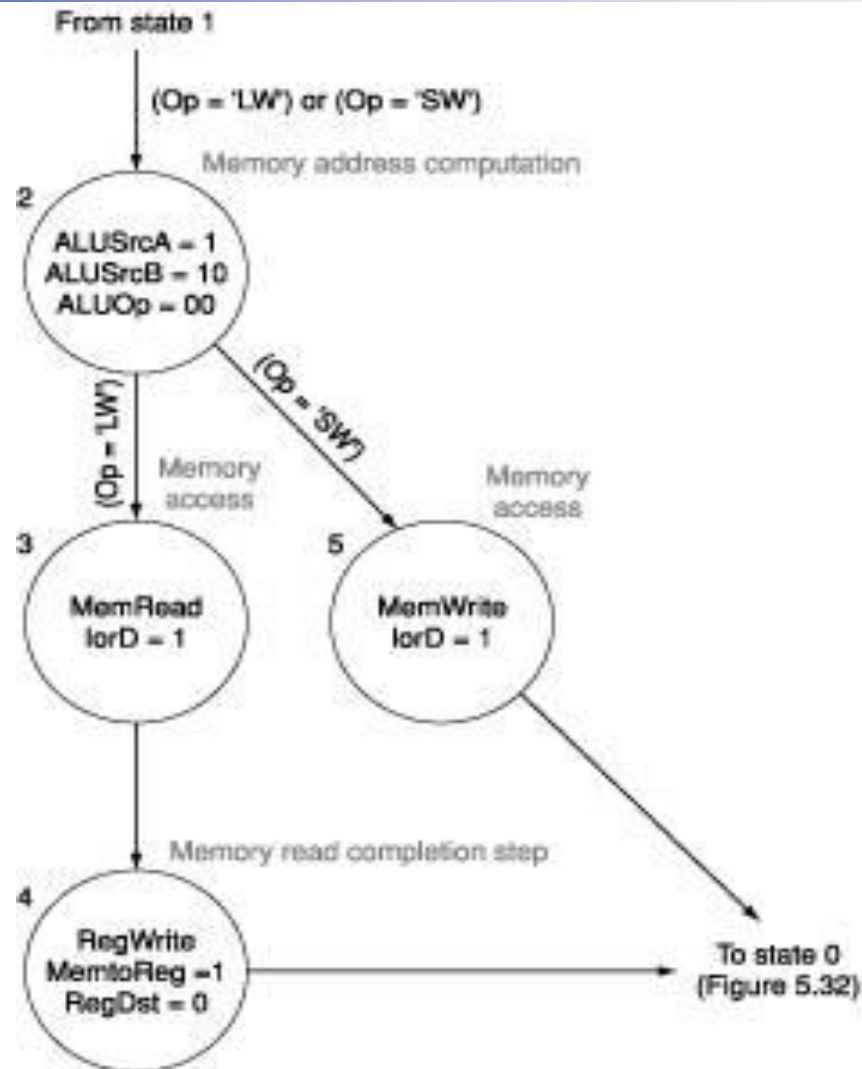 From state 1
(Op = 'LW') or (Op = 'SW')
Memory address computation
2
ALUSrcA = 1
ALUSrcB = 10
ALUOp = 00
(Op = 'LW')
(Op = 'SW')
Memory
access
Memory
access
3
MemRead
IorD = 1
5
MemWrite
IorD = 1
Memory read completion step
4
RegWrite
MemtoReg =1
RegDst = 0
To state 0
(Figure 5.32)